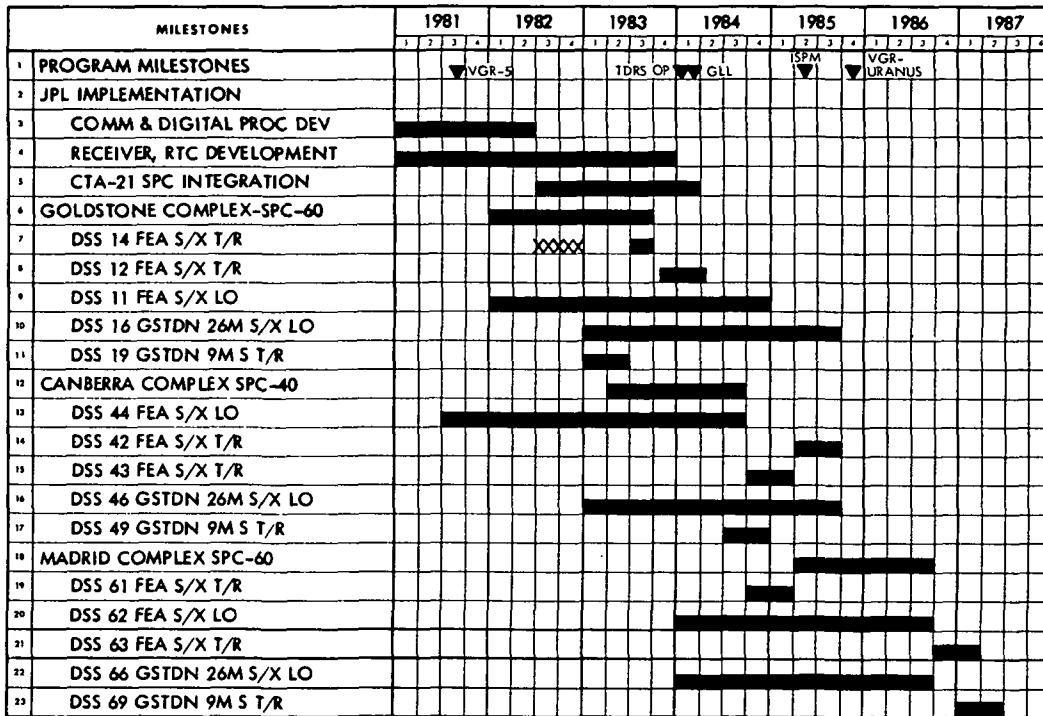 MILESTONES 1981 1982 1983 1984 1985 1986 1987
1 2 3 4 1 2 3 4 1 2 3 4 1 2 3 4 1 2 3 4 1 2 3 4 1 2 3 4
1 PROGRAM MILESTONES VGR-S TDRS OP GLL ISPM VGR-
URANUS
2 JPL IMPLEMENTATION
3 COMM & DIGITAL PROC DEV
4 RECEIVER, RTC DEVELOPMENT
5 CTA-21 SPC INTEGRATION
6 GOLDSTONE COMPLEX-SPC-60
7 DSS 14 FEA S/X T/R XXXXX
8 DSS 12 FEA S/X T/R
9 DSS 11 FEA S/X LO
10 DSS 16 GSTDN 26M S/X LO
11 DSS 19 GSTDN 9M S T/R
12 CANBERRA COMPLEX SPC-40
13 DSS 44 FEA S/X LO
14 DSS 42 FEA S/X T/R
15 DSS 43 FEA S/X T/R
16 DSS 46 GSTDN 26M S/X LO
17 DSS 49 GSTDN 9M S T/R
18 MADRID COMPLEX SPC-60
19 DSS 61 FEA S/X T/R
20 DSS 62 FEA S/X LO
21 DSS 63 FEA S/X T/R
22 DSS 66 GSTDN 26M S/X LO
23 DSS 69 GSTDN 9M S T/R